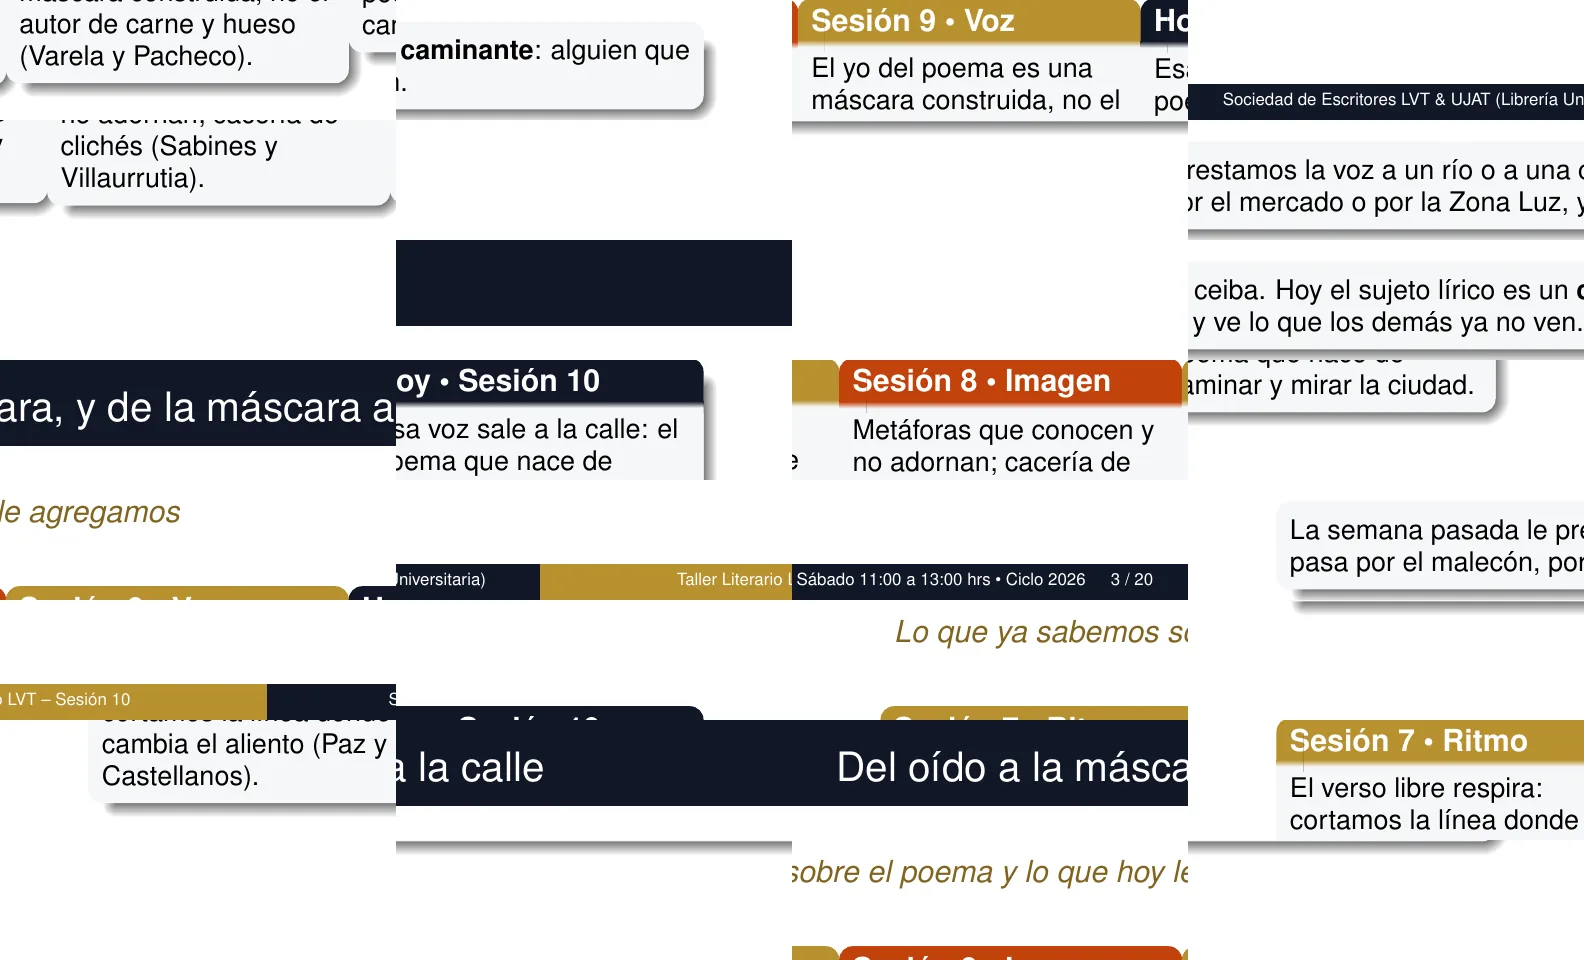 autor de carne y hueso
(Varela y Pacheco).
caminante: alguien que
Sesión 9 • Voz
El yo del poema es una
máscara construida, no el
Sociedad de Escritores LVT & UJAT (Librería Un
clichés (Sabines y
Villaurrutia).
restamos la voz a un río o a una
or el mercado o por la Zona Luz, y
ceiba. Hoy el sujeto lírico es un
y ve lo que los demás ya no ven.
ara, y de la máscara a
oy • Sesión 10
sa voz sale a la calle: el
oema que nace de
Sesión 8 • Imagen
Metáforas que conocen y
no adornan; cacería de
aminar y mirar la ciudad.
le agregamos
niversitaria)
Taller Literario L
Sábado 11:00 a 13:00 hrs • Ciclo 2026 3 / 20
La semana pasada le pre
pasa por el malecón, por
Lo que ya sabemos so
LVT – Sesión 10
cambia el aliento (Paz y
Castellanos).
a la calle
Del oído a la másca
Sesión 7 • Ritmo
El verso libre respira:
cortamos la línea donde
sobre el poema y lo que hoy le